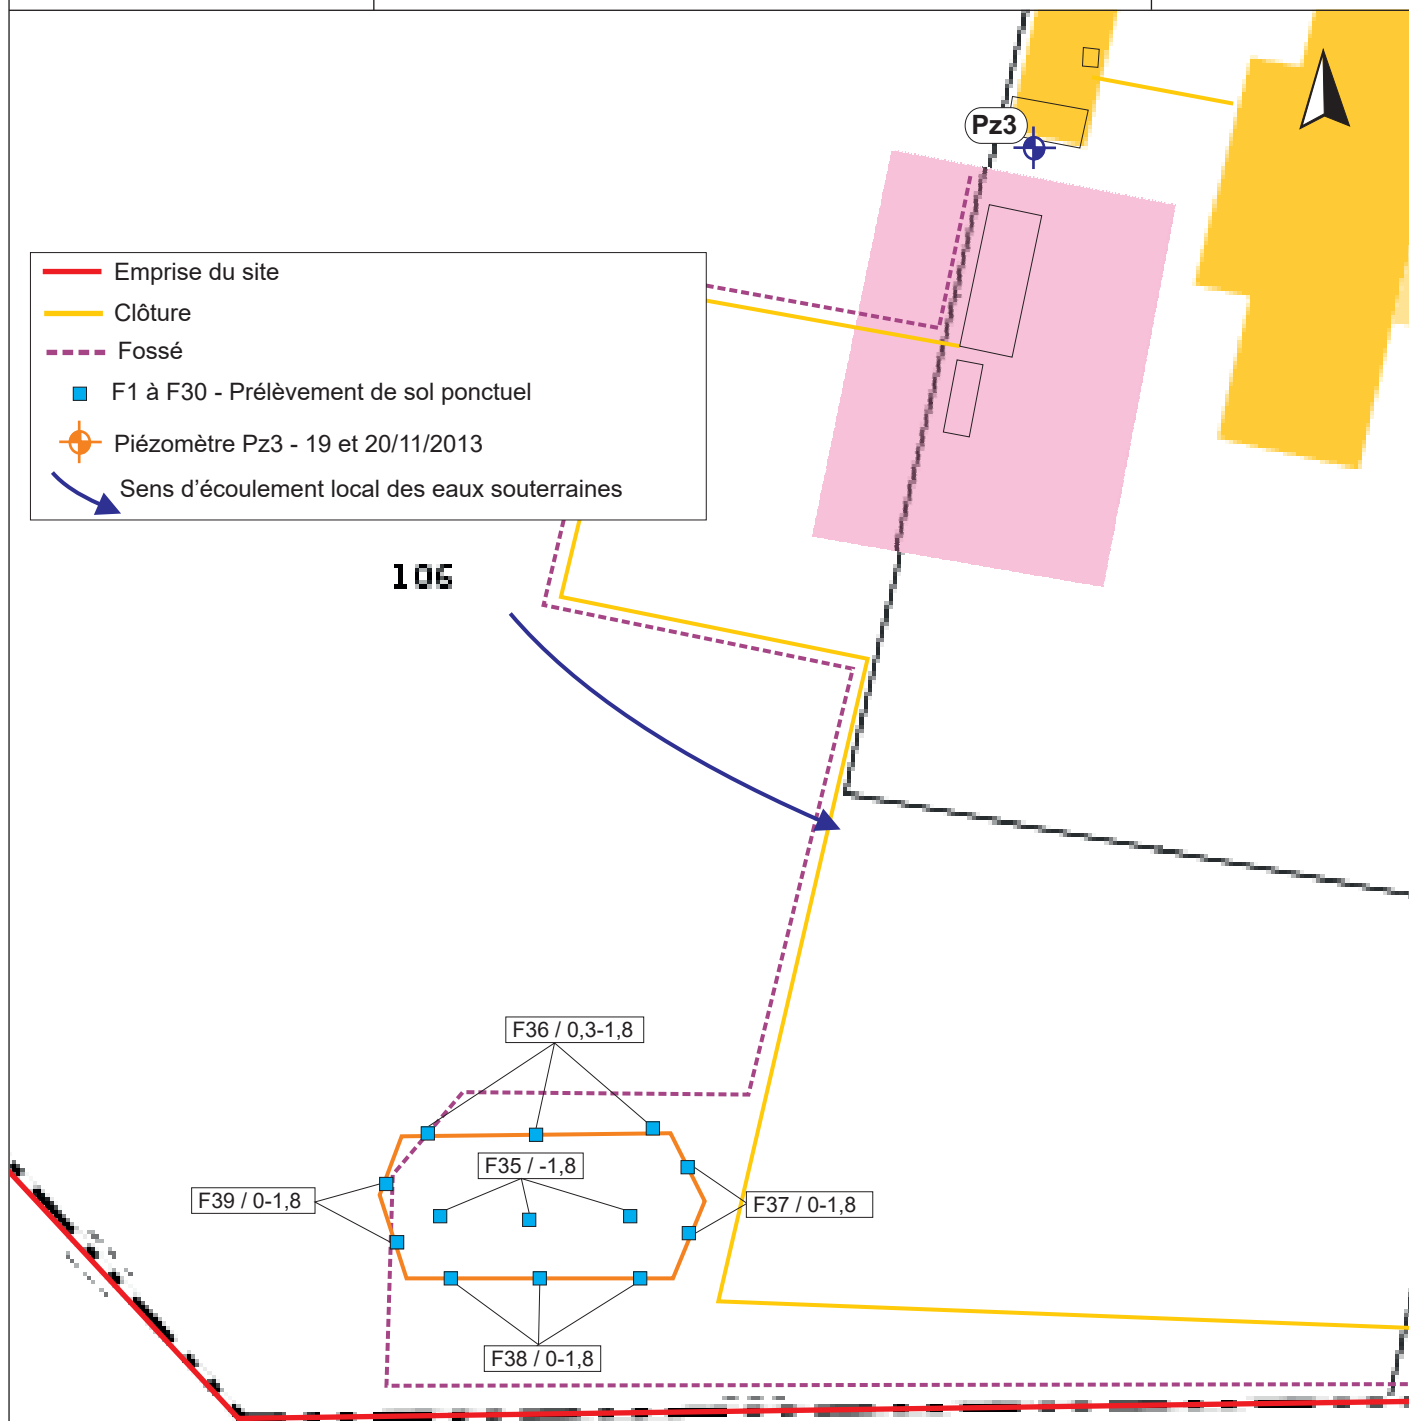 Pz3
Emprise du site
Clôture
Fossé
F1 à F30 - Prélèvement de sol ponctuel
Piézomètre Pz3 - 19 et 20/11/2013
Sens d’écoulement local des eaux souterraines
106
F36 / 0,3-1,8
F35 / -1,8
F39 / 0-1,8
F37 / 0-1,8
F38 / 0-1,8